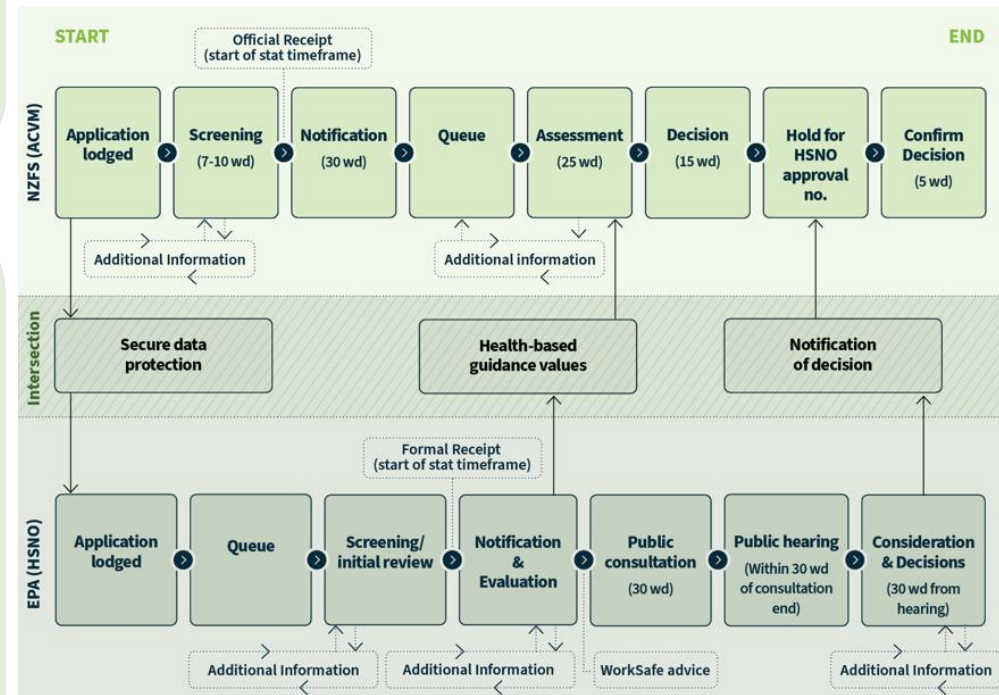 START
END
Official Receipt
(start of stat timeframe)
NZFS (ACVM)
Application
lodged
Screening
(7-10 wd)
Notification
(30 wd)
Queue
Assessment
(25 wd)
Decision
(15 wd)
Hold for
HSNO
approval
no.
Confirm
Decision
(5 wd)
Additional Information
Additional information
Intersection
Secure data
protection
Health-based
guidance values
Notification
of decision
Formal Receipt
(start of stat timeframe)
EPA (HSNO)
Application
lodged
Queue
Screening/
initial review
Notification
&
Evaluation
Public
consultation
(30 wd)
Public hearing
(Within 30 wd
of consultation
end)
Consideration
& Decisions
(30 wd from
hearing)
Additional Information
Additional Information
WorkSafe advice
Additional Information